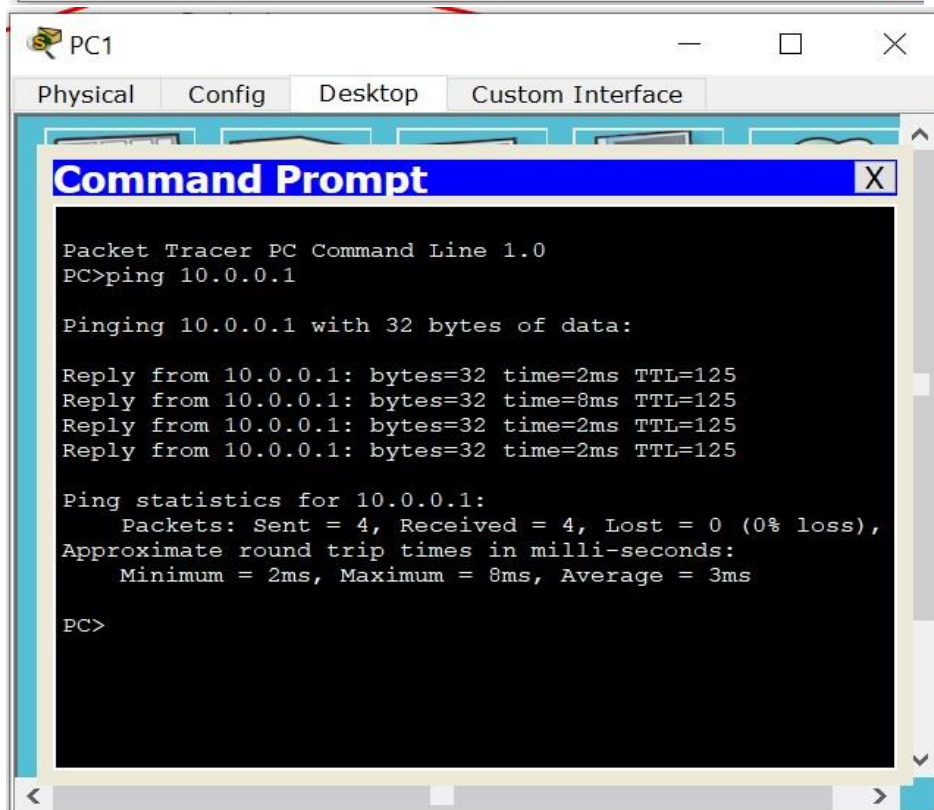 PC1
Physical Config Desktop Custom Interface
Command Prompt X
Packet Tracer PC Command Line 1.0
PC>ping 10.0.0.1
Pinging 10.0.0.1 with 32 bytes of data:
Reply from 10.0.0.1: bytes=32 time=2ms TTL=125
Reply from 10.0.0.1: bytes=32 time=8ms TTL=125
Reply from 10.0.0.1: bytes=32 time=2ms TTL=125
Reply from 10.0.0.1: bytes=32 time=2ms TTL=125
Ping statistics for 10.0.0.1:
Packets: Sent = 4, Received = 4, Lost = 0 (0% loss),
Approximate round trip times in milli-seconds:
Minimum = 2ms, Maximum = 8ms, Average = 3ms
PC>